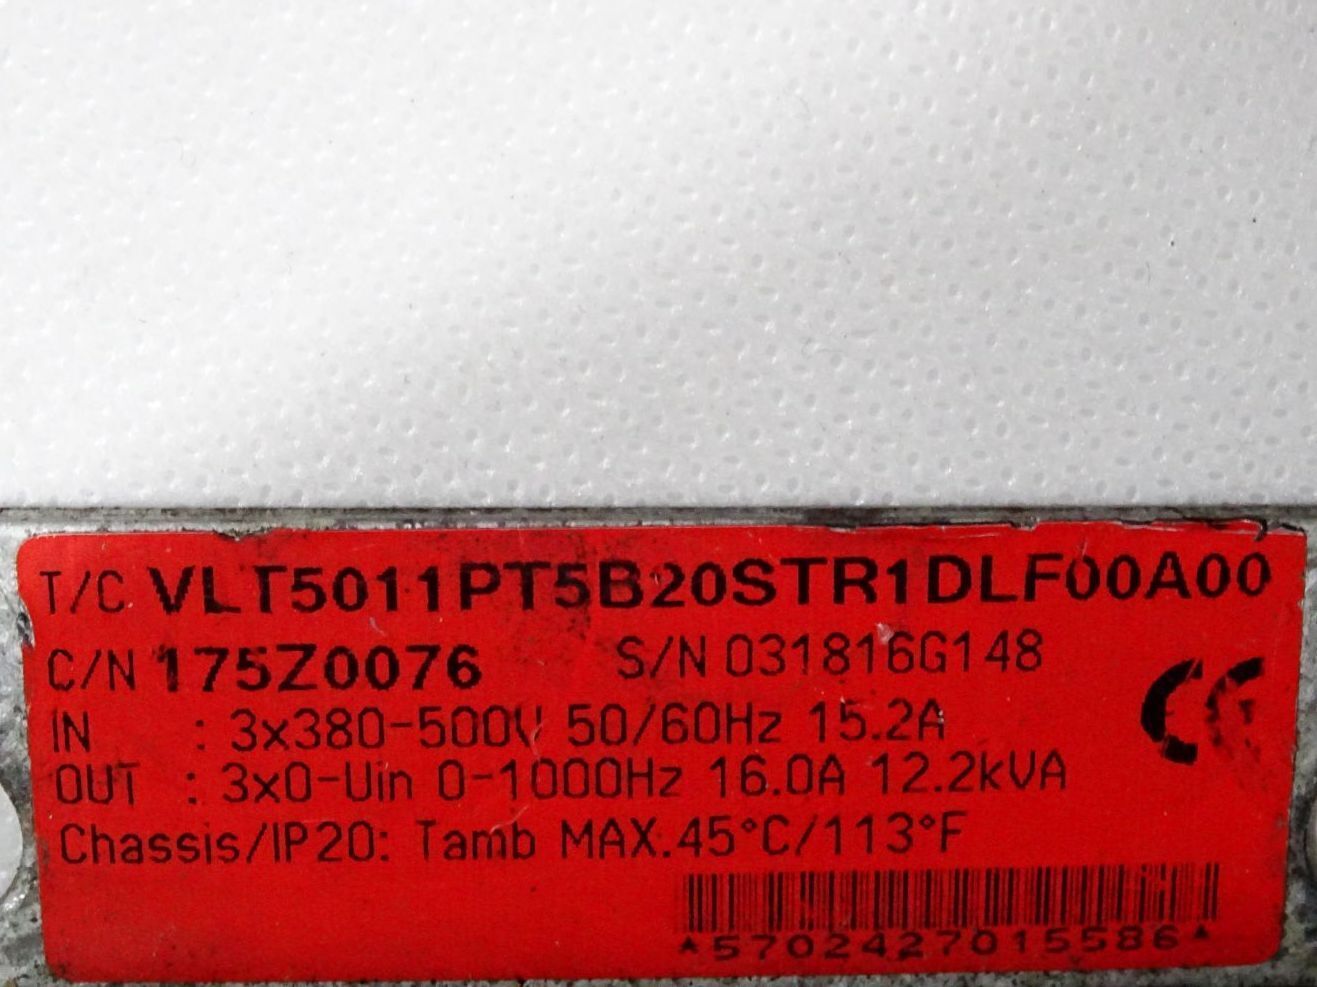 T/C VLT5011PT5B20STR1DLF00A00
C/N 175Z0076 S/N 031816G148
IN : 3x380-500V 50/60Hz 15.2A
CE
OUT : 3x0-Uin 0-1000Hz 16.0A 12.2kVA
Chassis/IP20: Tamb MAX.45°C/113°F
*5702427015586*